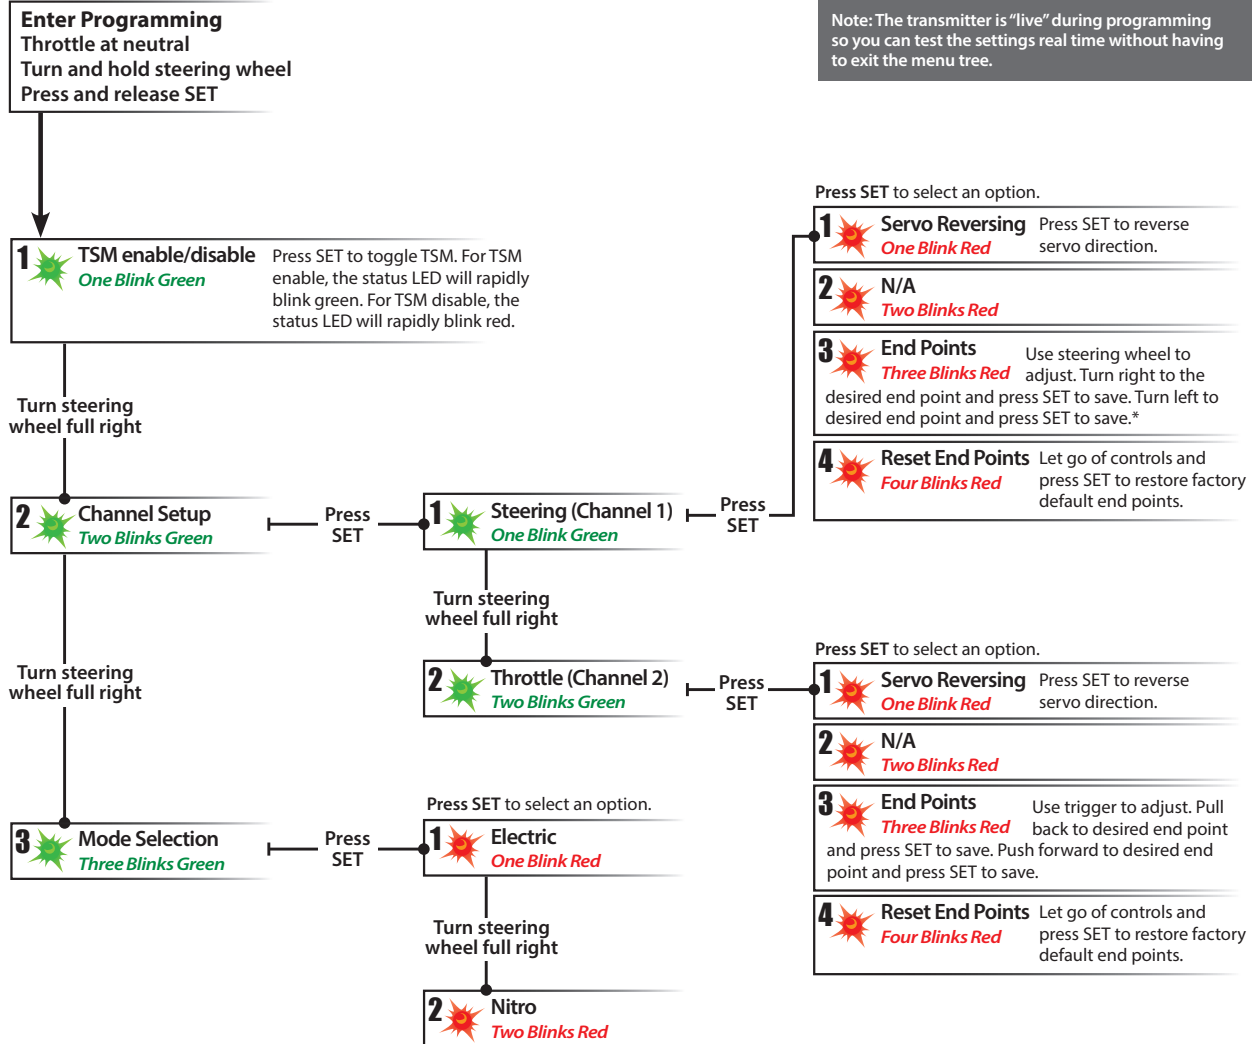 Enter Programming
Throttle at neutral
Turn and hold steering wheel
Press and release SET
Note: The transmitter is “live” during programming
so you can test the settings real time without having
to exit the menu tree.
1 TSM enable/disable
One Blink Green
Press SET to toggle TSM. For TSM
enable, the status LED will rapidly
blink green. For TSM disable, the
status LED will rapidly blink red.
Turn steering
wheel full right
2 Channel Setup
Two Blinks Green
Press
SET
1 Steering (Channel 1)
One Blink Green
Press
SET
Press SET to select an option.
1 Servo Reversing
One Blink Red
Press SET to reverse
servo direction.
2 N/A
Two Blinks Red
3 End Points
Three Blinks Red
Use steering wheel to
adjust. Turn right to the
desired end point and press SET to save. Turn left to
desired end point and press SET to save.*
4 Reset End Points
Four Blinks Red
Let go of controls and
press SET to restore factory
default end points.
Turn steering
wheel full right
2 Throttle (Channel 2)
Two Blinks Green
Press
SET
Press SET to select an option.
1 Servo Reversing
One Blink Red
Press SET to reverse
servo direction.
2 N/A
Two Blinks Red
3 End Points
Three Blinks Red
Use trigger to adjust. Pull
back to desired end point
and press SET to save. Push forward to desired end
point and press SET to save.
4 Reset End Points
Four Blinks Red
Let go of controls and
press SET to restore factory
default end points.
Turn steering
wheel full right
3 Mode Selection
Three Blinks Green
Press
SET
Press SET to select an option.
1 Electric
One Blink Red
Turn steering
wheel full right
2 Nitro
Two Blinks Red